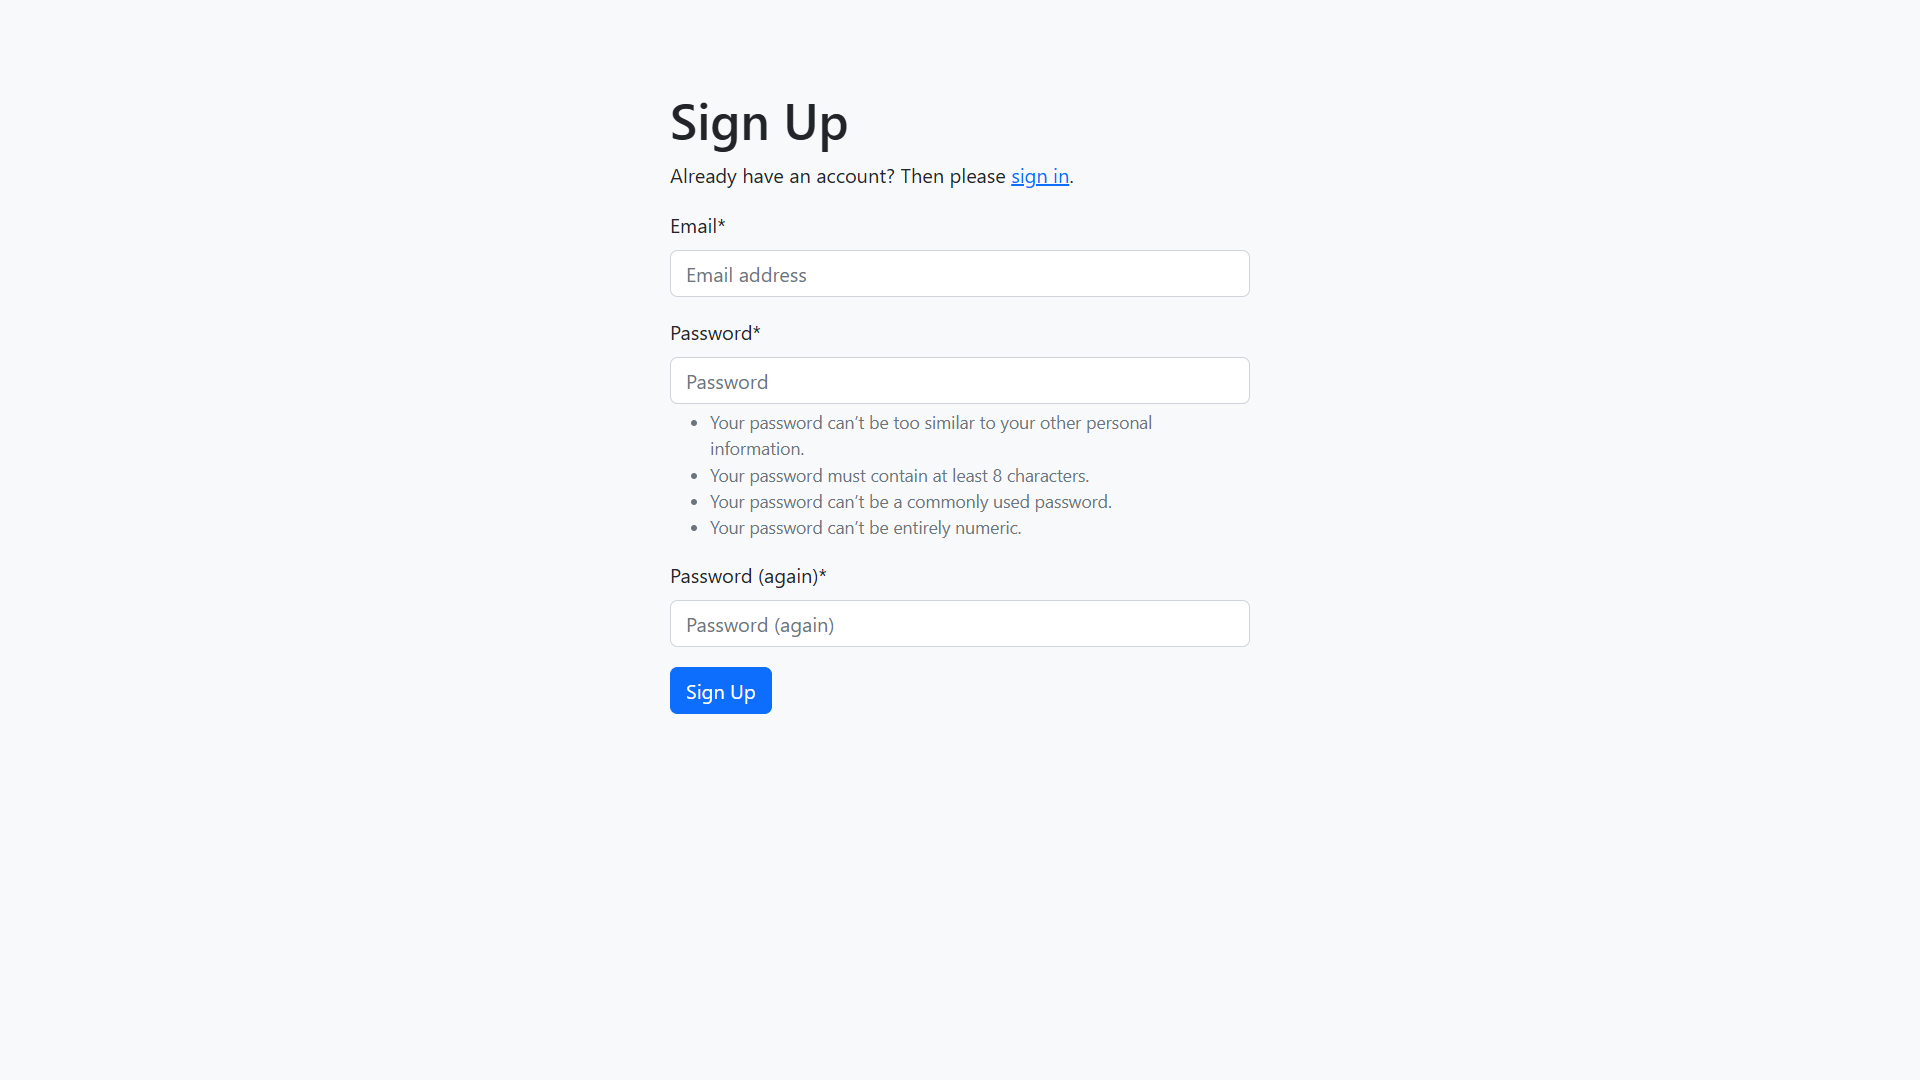 Sign Up
Already have an account? Then please sign in.
Email*
Email address
Password*
Password
Your password can’t be too similar to your other personal
information.
Your password must contain at least 8 characters.
Your password can’t be a commonly used password.
Your password can’t be entirely numeric.
Password (again)*
Password (again)
Sign Up